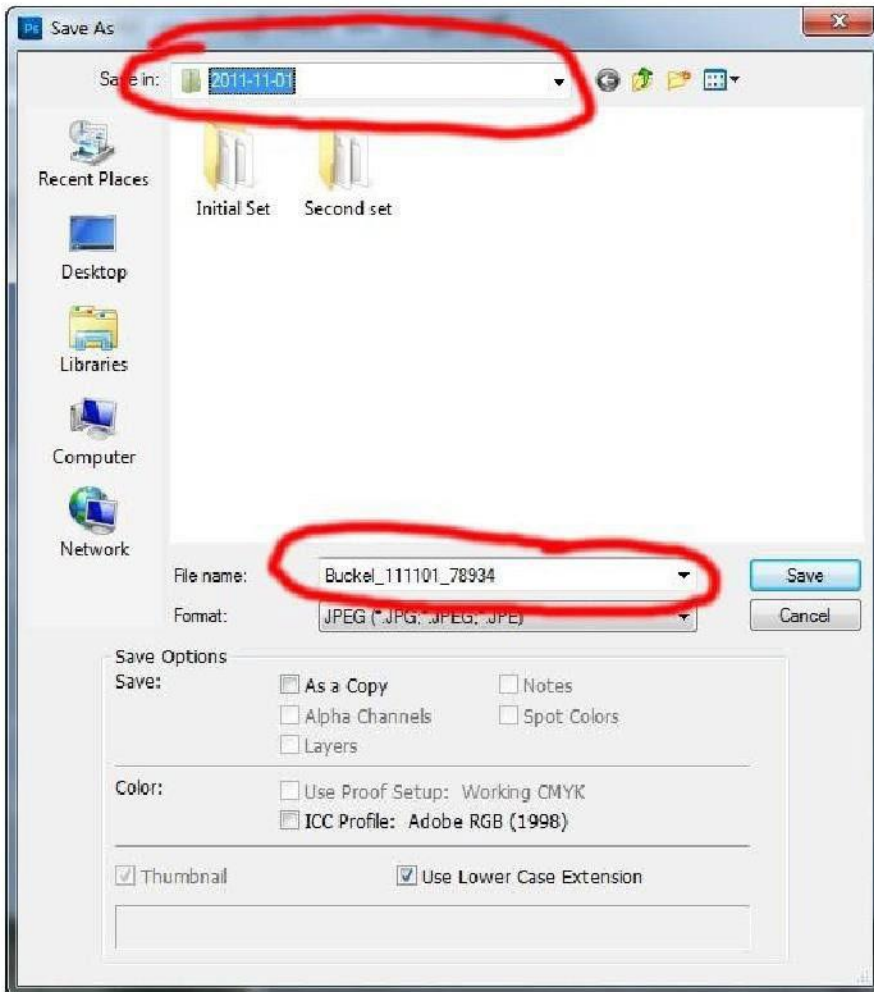 Ps Save As
Save in: 2011-11-01
Recent Places
Initial Set Second set
Desktop
Libraries
Computer
Network
File name: Buckel_111101_78934 Save
Format: JPEG (*.JPG;*.JPEG;*.JPE) Cancel
Save Options
Save: As a Copy Notes
Alpha Channels Spot Colors
Layers
Color: Use Proof Setup: Working CMYK
ICC Profile: Adobe RGB (1998)
Thumbnail Use Lower Case Extension